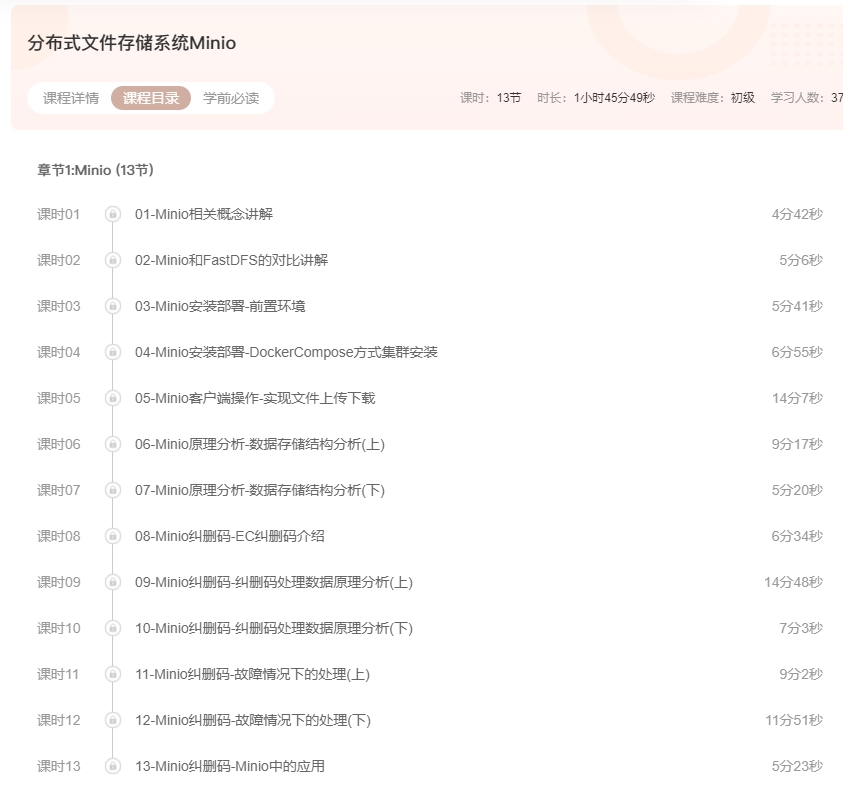 分布式文件存储系统Minio
课程详情 课程目录 学前必读 课时：13节 时长：1小时45分49秒 课程难度：初级 学习人数：37
章节1:Minio (13节)
课时01 01-Minio相关概念讲解 4分42秒
课时02 02-Minio和FastDFS的对比讲解 5分6秒
课时03 03-Minio安装部署-前置环境 5分41秒
课时04 04-Minio安装部署-DockerCompose方式集群安装 6分55秒
课时05 05-Minio客户端操作-实现文件上传下载 14分7秒
课时06 06-Minio原理分析-数据存储结构分析(上) 9分17秒
课时07 07-Minio原理分析-数据存储结构分析(下) 5分20秒
课时08 08-Minio纠删码-EC纠删码介绍 6分34秒
课时09 09-Minio纠删码-纠删码处理数据原理分析(上) 14分48秒
课时10 10-Minio纠删码-纠删码处理数据原理分析(下) 7分3秒
课时11 11-Minio纠删码-故障情况下的处理(上) 9分2秒
课时12 12-Minio纠删码-故障情况下的处理(下) 11分51秒
课时13 13-Minio纠删码-Minio中的应用 5分23秒